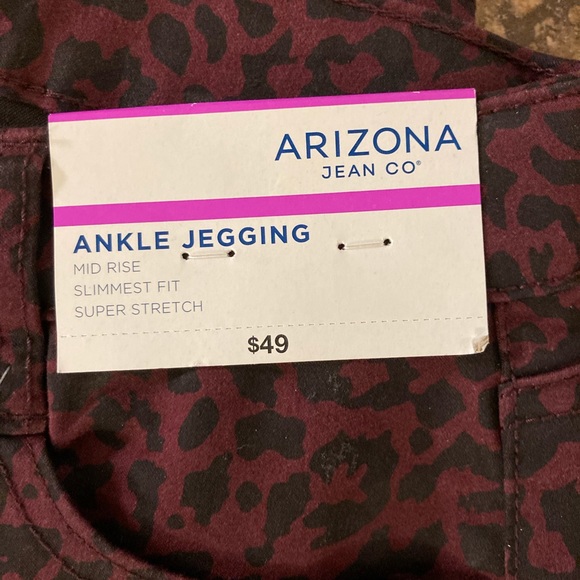 ARIZONA
JEAN CO®
ANKLE JEGGING
MID RISE
SLIMMEST FIT
SUPER STRETCH
$49